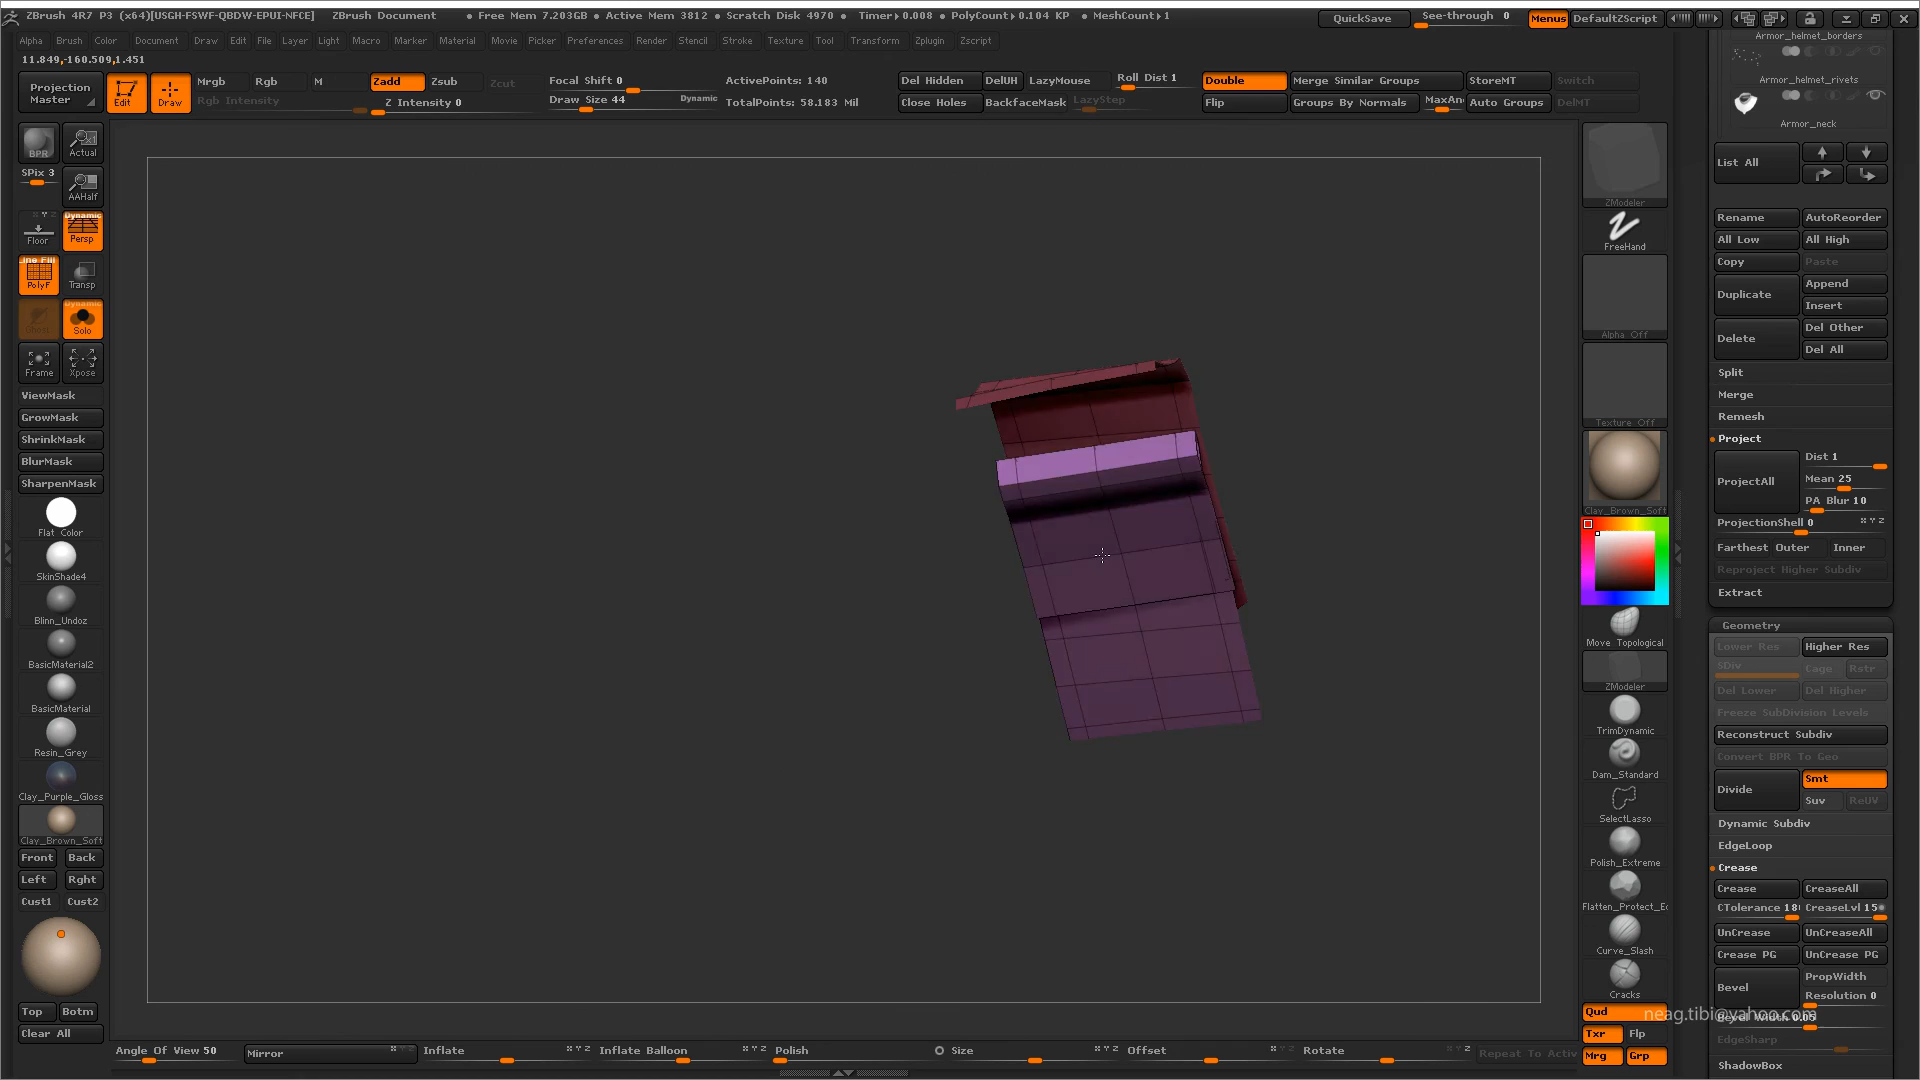 ZBrush 4R7 P3 (x64)[USGH-FSWF-QBDW-EPUI-NFCE] ZBrush Document • Free Mem 7.203GB • Active Mem 3812 • Scratch Disk 4970 • Timer▸0.008 • PolyCount▸0.104 KP • MeshCount▸1 QuickSave See-through 0 Menus DefaultZScript
Alpha Brush Color Document Draw Edit File Layer Light Macro Marker Material Movie Picker Preferences Render Stencil Stroke Texture Tool Transform Zplugin Zscript
11.849,-160.509,1.451
Projection Master
Edit
Draw
Mrgb Rgb M Zadd Zsub Zcut
Rgb Intensity Z Intensity 0
Focal Shift 0
Draw Size 44 Dynamic
ActivePoints: 140
TotalPoints: 58.183 Mil
Del Hidden DelUH LazyMouse Roll Dist 1
Close Holes BackfaceMask LazyStep
Double Merge Similar Groups StoreMT Switch
Flip Groups By Normals MaxAn Auto Groups DelMT
BPR
Actual
SPix 3
AAHalf
Floor
Dynamic
Persp
Line Fill
PolyF
Transp
Ghost
Dynamic
Solo
Frame
Xpose
ViewMask
GrowMask
ShrinkMask
BlurMask
SharpenMask
Flat Color
SkinShade4
Blinn_Undoz
BasicMaterial2
BasicMaterial
Resin_Grey
Clay_Purple_Gloss
Clay_Brown_Soft
Front Back
Left Rght
Cust1 Cust2
Top Botm
Clear All
Angle Of View 50 Mirror Inflate Inflate Balloon Polish Size Offset Rotate Repeat To Activ
ZModeler
FreeHand
Alpha Off
Texture Off
Clay_Brown_Soft
Move Topological
ZModeler
TrimDynamic
Dam_Standard
SelectLasso
Polish_Extreme
Flatten_Protect_Ed
Curve_Slash
Cracks
Qud
Txr Flp
Mrg Grp
Armor_helmet_borders
Armor_helmet_rivets
Armor_neck
List All
Rename AutoReorder
All Low All High
Copy Paste
Duplicate Append
Insert
Delete Del Other
Del All
Split
Merge
Remesh
Project
ProjectAll Dist 1
Mean 25
PA Blur 10
ProjectionShell 0
Farthest Outer Inner
Reproject Higher Subdiv
Extract
Geometry
Lower Res Higher Res
SDiv Cage Rstr
Del Lower Del Higher
Freeze SubDivision Levels
Reconstruct Subdiv
Convert BPR To Geo
Divide Smt
Suv ReUV
Dynamic Subdiv
EdgeLoop
Crease
Crease CreaseAll
CTolerance 18 CreaseLvl 15
UnCrease UnCreaseAll
Crease PG UnCrease PG
Bevel PropWidth
Resolution 0
Bevel Width 0.05
neag.tibi@yahoo.com
EdgeSharp
ShadowBox